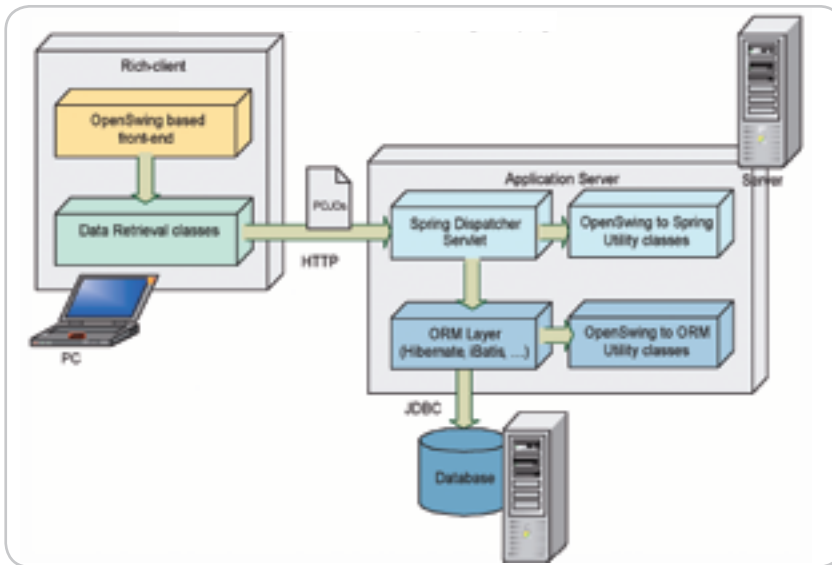 Rich-client
OpenSwing based
front-end
Data Retrieval classes
PC
POJOs
HTTP
Server
Application Server
Spring Dispatcher
Servlet
OpenSwing to Spring
Utility classes
ORM Layer
(Hibernate, iBatis, ...)
OpenSwing to ORM
Utility classes
JDBC
Database